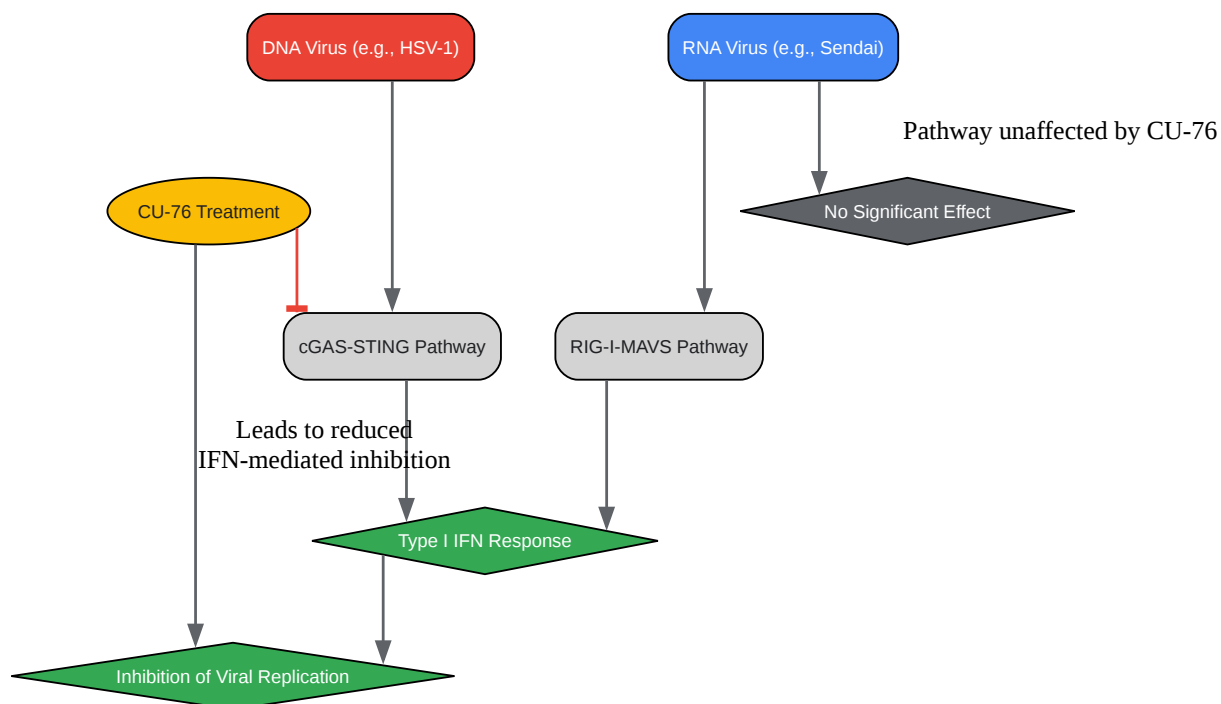 DNA Virus (e.g., HSV-1)
RNA Virus (e.g., Sendai)
Pathway unaffected by CU-76
CU-76 Treatment
No Significant Effect
cGAS-STING Pathway
RIG-I-MAVS Pathway
Leads to reduced
IFN-mediated inhibition
Type I IFN Response
Inhibition of Viral Replication